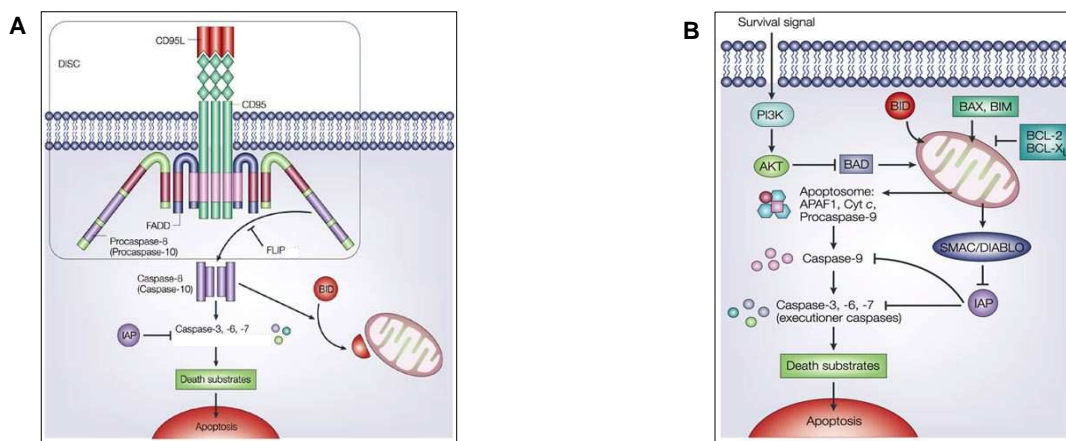 A
CD95L
DISC
CD95
FADD
Procaspase-8
(Procaspase-10)
FLIP
Caspase-8
(Caspase-10)
BID
IAP
Caspase-3, -6, -7
Death substrates
Apoptosis
B
Survival signal
PI3K
BID
BAX, BIM
BCL-2
BCL-XL
AKT
BAD
Apoptosome:
APAF1, Cyt c,
Procaspase-9
SMAC/DIABLO
Caspase-9
IAP
Caspase-3, -6, -7
(executioner caspases)
Death substrates
Apoptosis